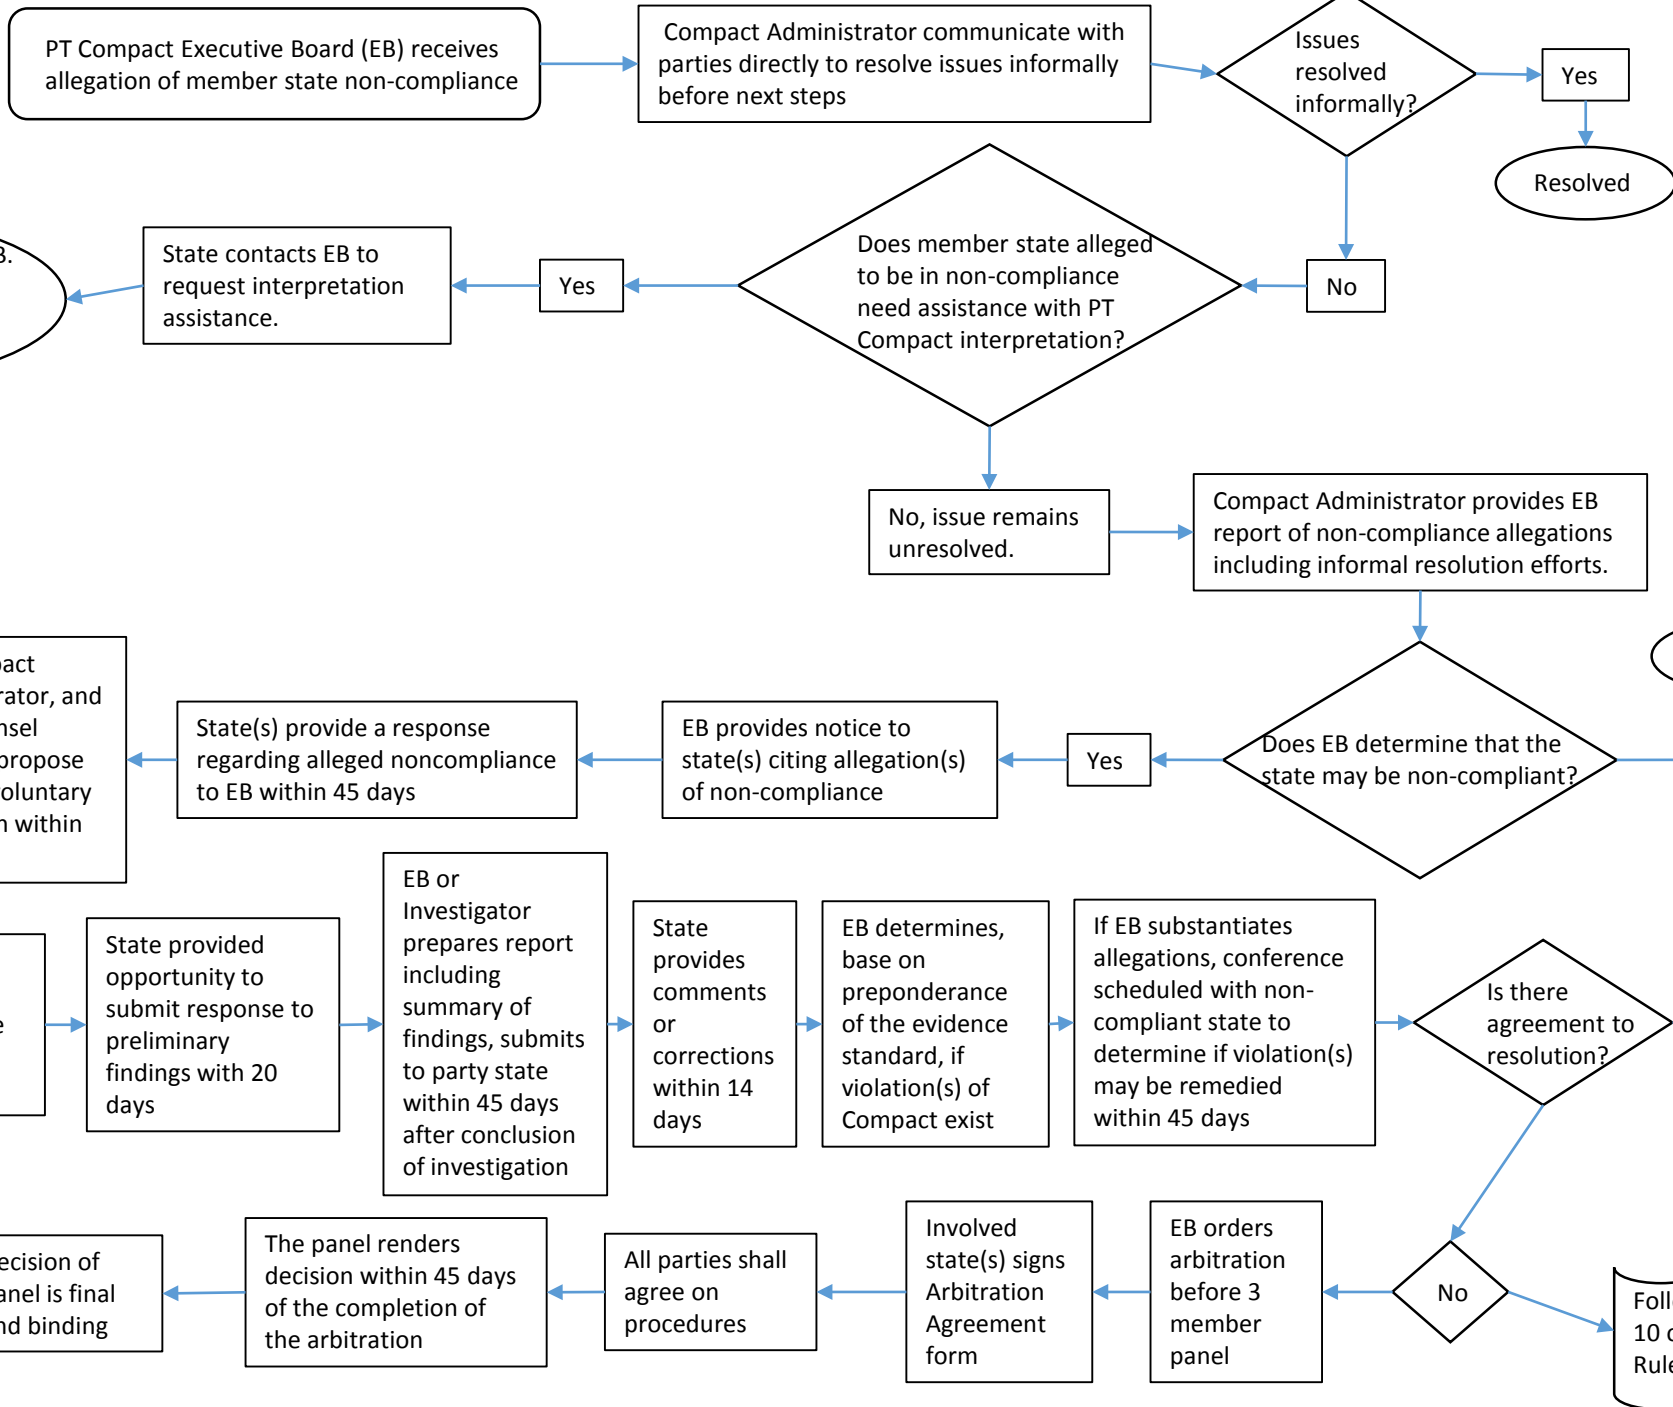 PT Compact Executive Board (EB) receives
allegation of member state non-compliance
Compact Administrator communicate with
parties directly to resolve issues informally
before next steps
Issues
resolved
informally?
Yes
Resolved
No
Does member state alleged
to be in non-compliance
need assistance with PT
Compact interpretation?
Yes
State contacts EB to
request interpretation
assistance.
No, issue remains
unresolved.
Compact Administrator provides EB
report of non-compliance allegations
including informal resolution efforts.
Does EB determine that the
state may be non-compliant?
Yes
EB provides notice to
state(s) citing allegation(s)
of non-compliance
State(s) provide a response
regarding alleged noncompliance
to EB within 45 days
and
propose
within
State provided
opportunity to
submit response to
preliminary
findings with 20
days
EB or
Investigator
prepares report
including
summary of
findings, submits
to party state
within 45 days
after conclusion
of investigation
State
provides
comments
or
corrections
within 14
days
EB determines,
base on
preponderance
of the evidence
standard, if
violation(s) of
Compact exist
If EB substantiates
allegations, conference
scheduled with non-
compliant state to
determine if violation(s)
may be remedied
within 45 days
Is there
agreement to
resolution?
No
10
EB orders
arbitration
before 3
member
panel
Involved
state(s) signs
Arbitration
Agreement
form
All parties shall
agree on
procedures
The panel renders
decision within 45 days
of the completion of
the arbitration
of
is final
binding